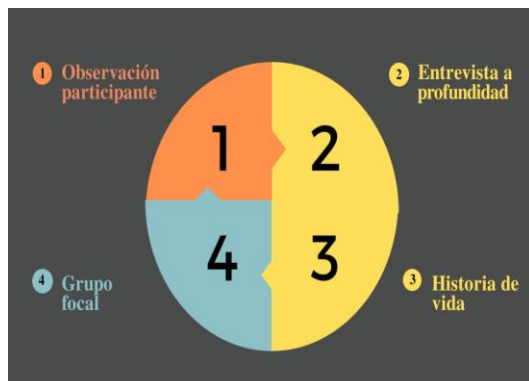 1 Observación
participante
2 Entrevista a
profundidad
1
2
4
3
4 Grupo
focal
3 Historia de
vida